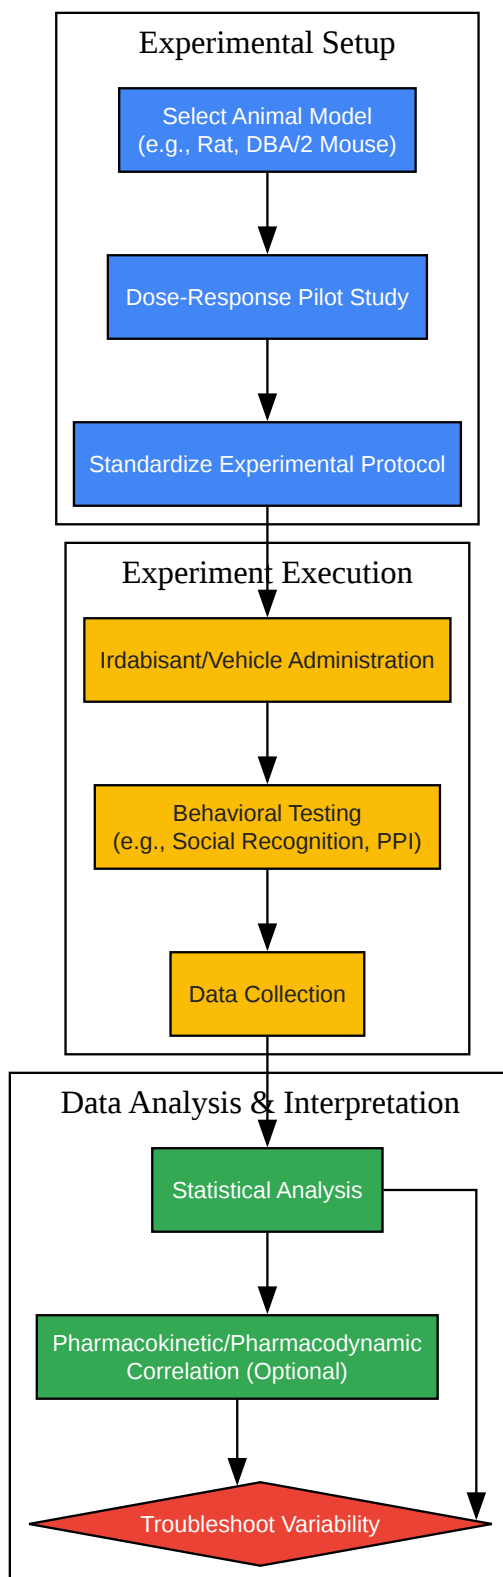 Experimental Setup
Select Animal Model
(e.g., Rat, DBA/2 Mouse)
Dose-Response Pilot Study
Standardize Experimental Protocol
Experiment Execution
Irdabisant/Vehicle Administration
Behavioral Testing
(e.g., Social Recognition, PPI)
Data Collection
Data Analysis & Interpretation
Statistical Analysis
Pharmacokinetic/Pharmacodynamic
Correlation (Optional)
Troubleshoot Variability